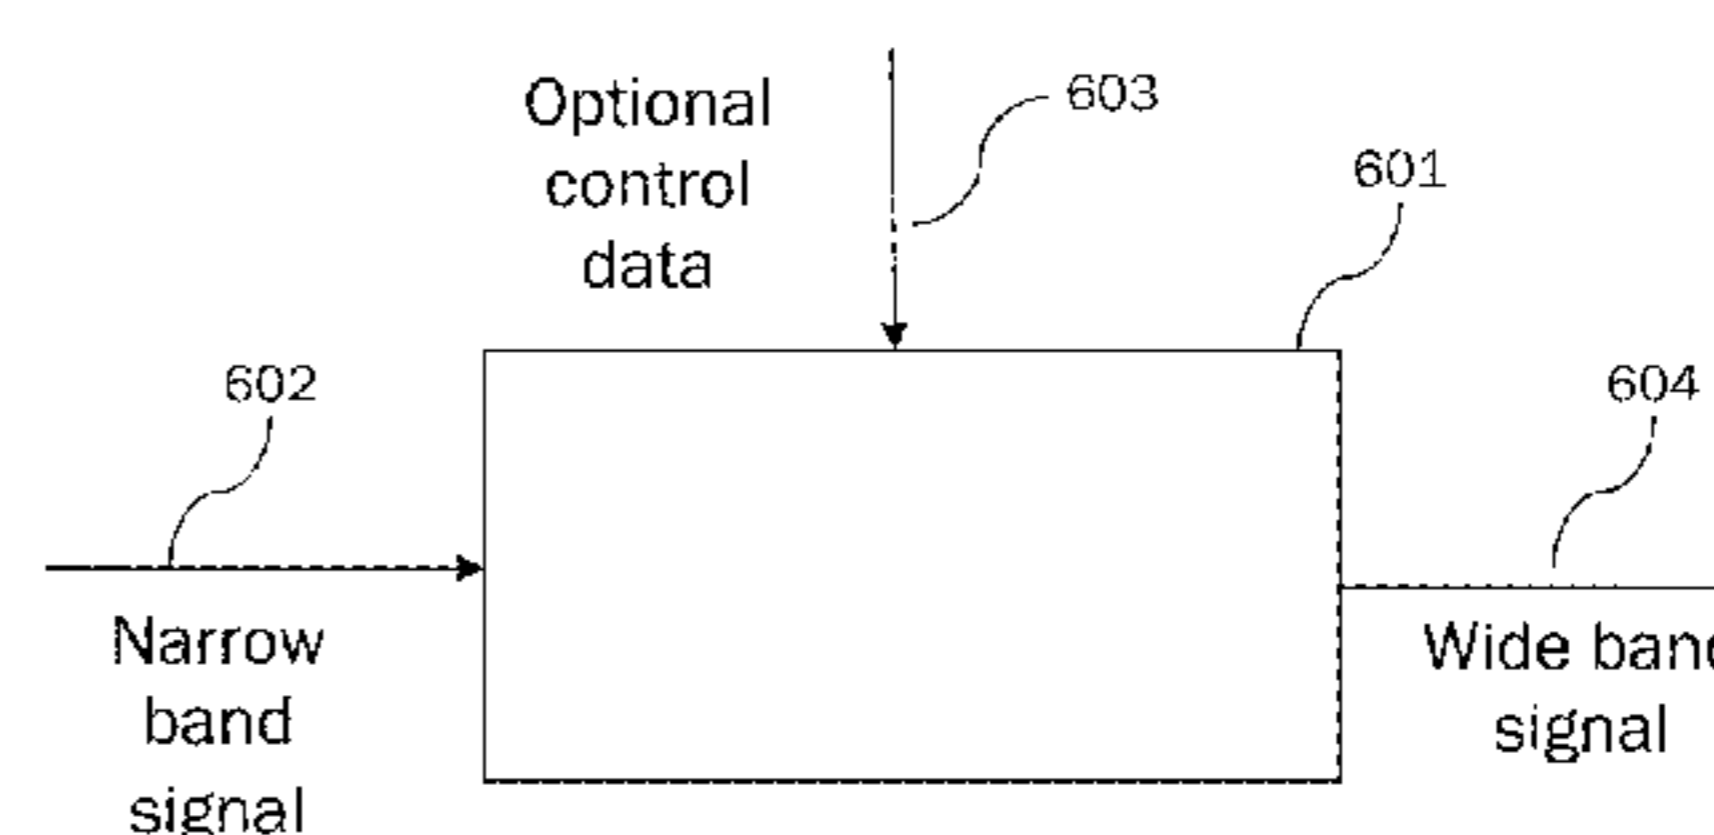 Optional
control
data
603
601
602
604
Narrow
band
signal
Wide band
signal